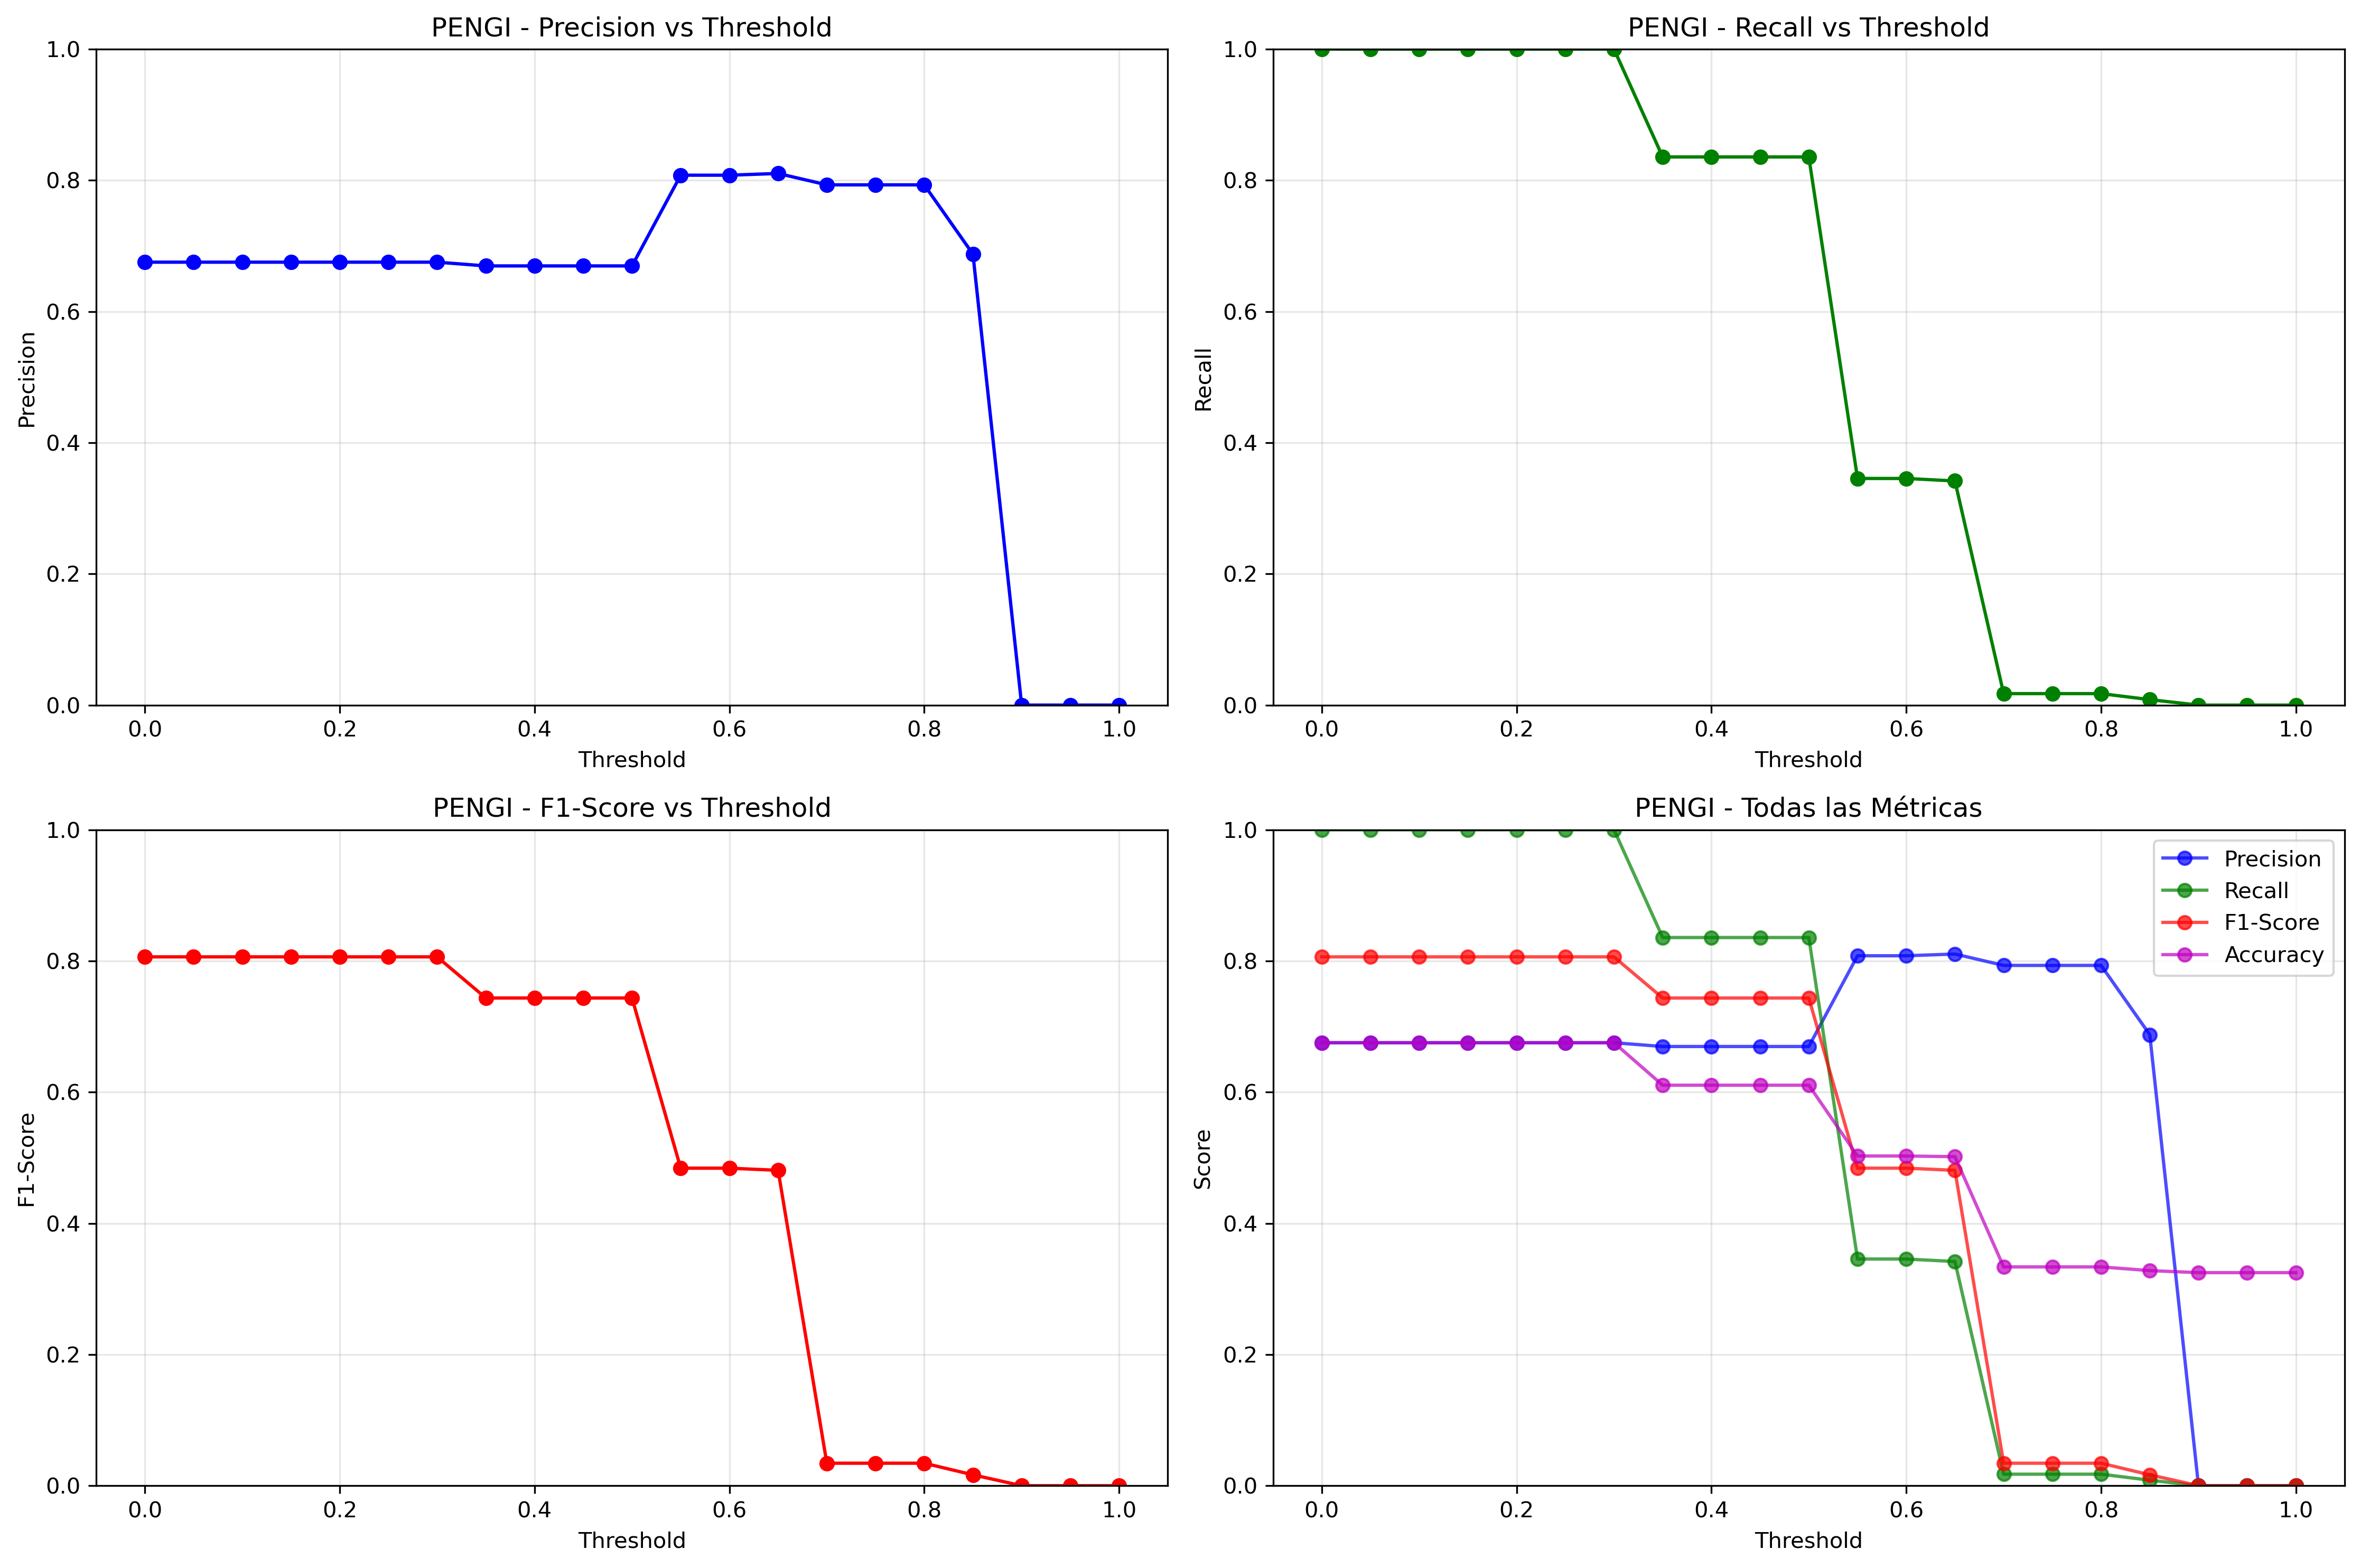 PENGI - Precision vs Threshold
1.0
0.8
0.6
0.4
0.2
0.0
Precision
0.0 0.2 0.4 0.6 0.8 1.0
Threshold
PENGI - Recall vs Threshold
1.0
0.8
0.6
0.4
0.2
0.0
Recall
0.0 0.2 0.4 0.6 0.8 1.0
Threshold
PENGI - F1-Score vs Threshold
1.0
0.8
0.6
0.4
0.2
0.0
F1-Score
0.0 0.2 0.4 0.6 0.8 1.0
Threshold
PENGI - Todas las Métricas
1.0
0.8
0.6
0.4
0.2
0.0
Score
Precision
Recall
F1-Score
Accuracy
0.0 0.2 0.4 0.6 0.8 1.0
Threshold